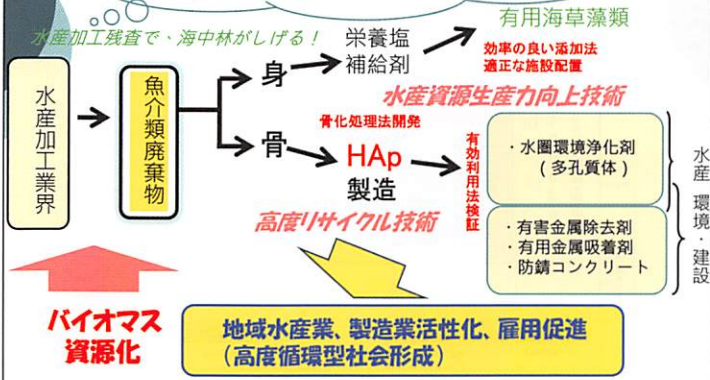 水産加工残査で、海中林がしげる！
有用海草藻類
栄養塩
補給剤
効率の良い添加法
適正な施設配置
水産加工業界
魚介類廃棄物
身
水産資源生産力向上技術
骨化処理法開発
骨
HAp
製造
有効利用法検証
・水圏環境浄化剤
(多孔質体)
水産
環境・建設
高度リサイクル技術
・有害金属除去剤
・有用金属吸着剤
・防錆コンクリート
バイオマス
資源化
地域水産業、製造業活性化、雇用促進
(高度循環型社会形成)